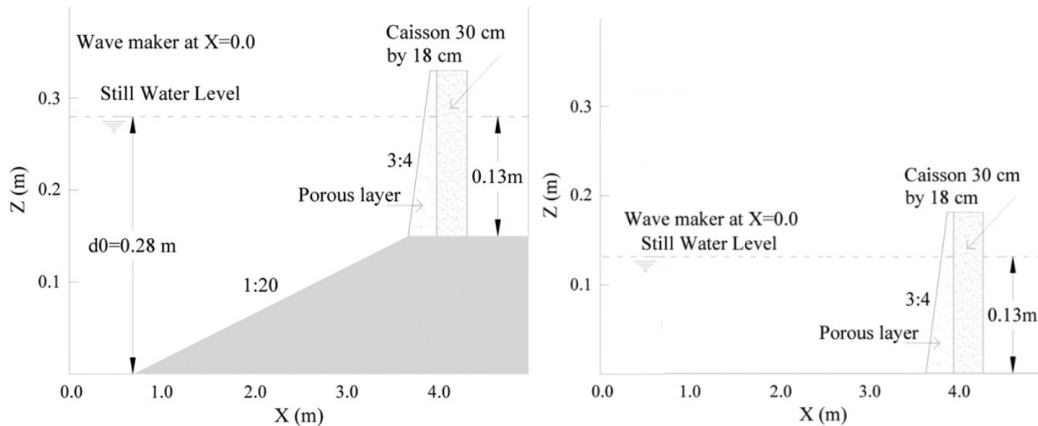 Wave maker at X=0.0
Caisson 30 cm
by 18 cm
Still Water Level
0.3
3:4
0.13m
0.2
Porous layer
Z (m)
d0=0.28 m
0.1
1:20
0.0 1.0 2.0 3.0 4.0
X (m)
0.3
Z (m)
0.2
Caisson 30 cm
by 18 cm
Wave maker at X=0.0
Still Water Level
0.1
3:4
0.13m
Porous layer
0.0 1.0 2.0 3.0 4.0
X (m)